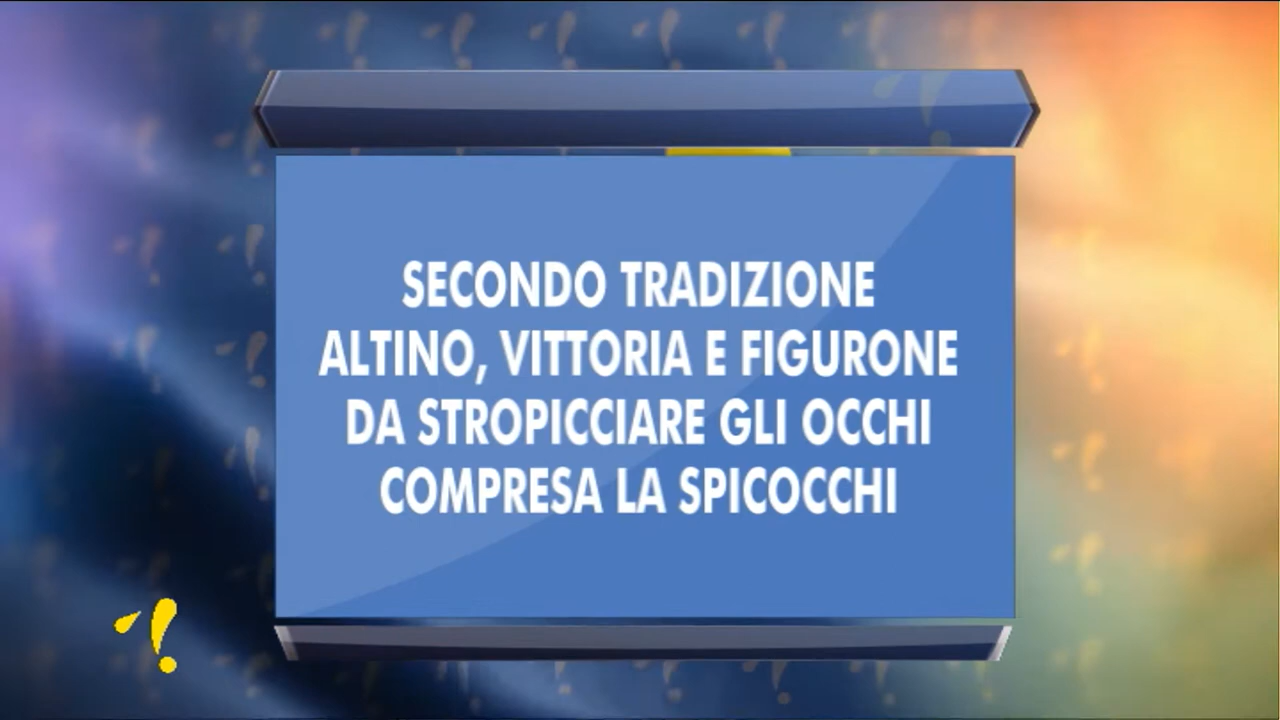 SECONDO TRADIZIONE
ALTINO, VITTORIA E FIGURONE
DA STROPICCIARE GLI OCCHI
COMPRESA LA SPICOCCHI